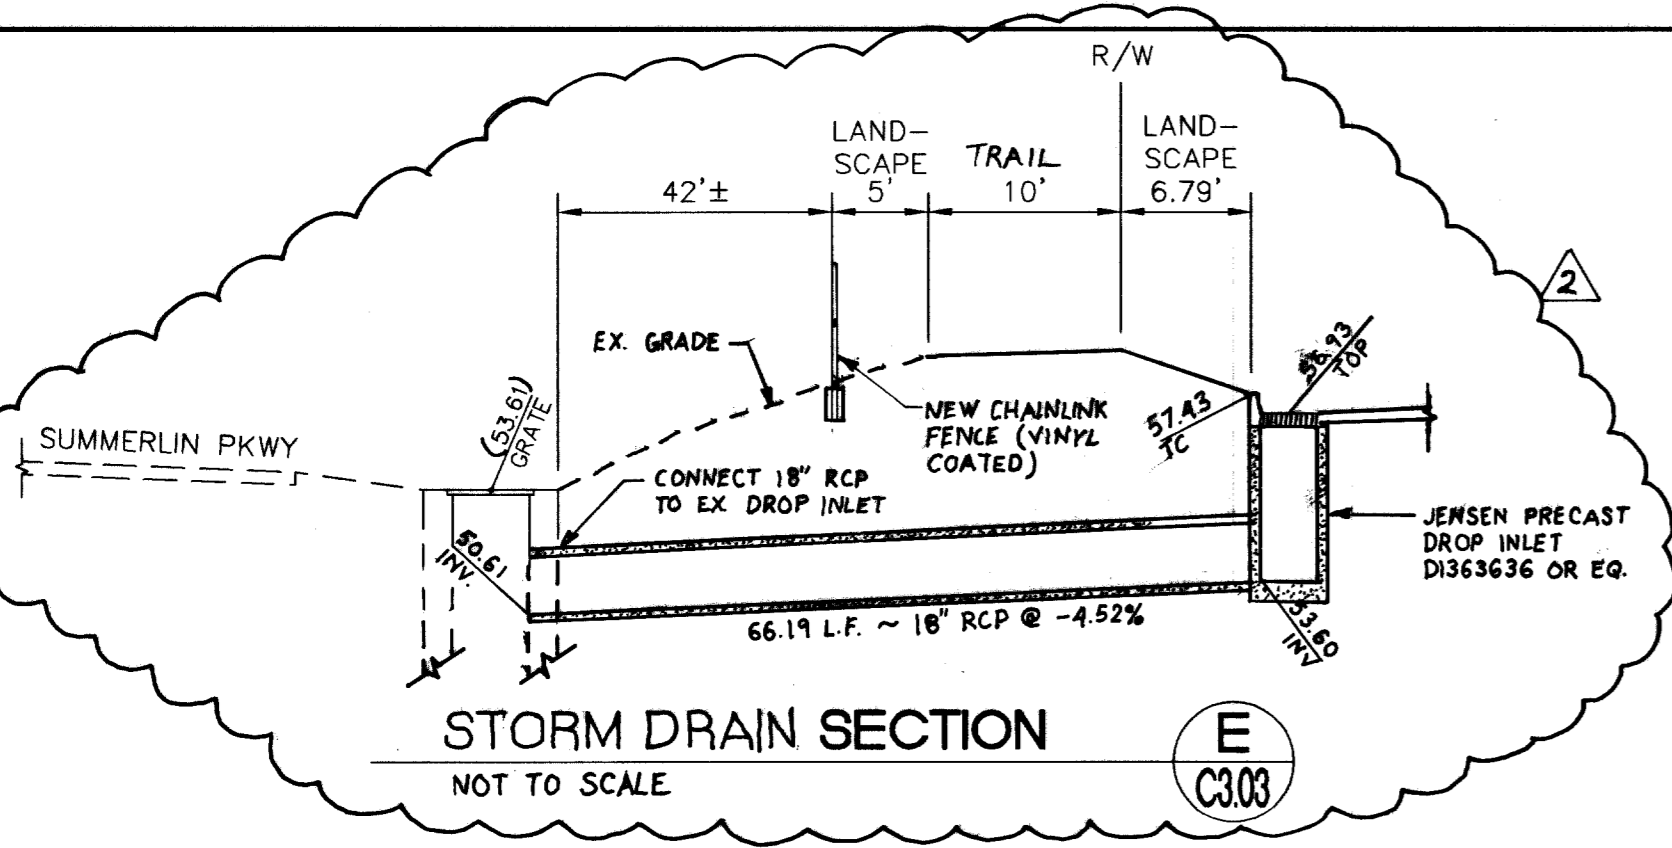 R/W
LAND-
SCAPE
5'
TRAIL
10'
LAND-
SCAPE
6.79'
42'±
2
EX. GRADE
56.93
TOP
(53.61)
GRATE
NEW CHAINLINK
FENCE (VINYL
COATED)
57.43
TC
SUMMERLIN PKWY
CONNECT 18" RCP
TO EX DROP INLET
JENSEN PRECAST
DROP INLET
DI363636 OR EQ.
50.61
INV.
66.19 L.F. ~ 18" RCP @ -4.52%
53.60
INV
STORM DRAIN SECTION
NOT TO SCALE
E
C3.03